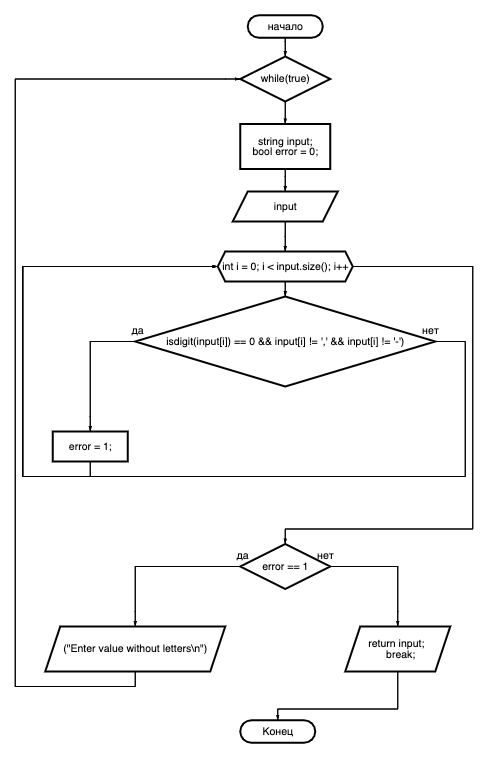 начало
while(true)
string input;
bool error = 0;
input
int i = 0; i < input.size(); i++
да
нет
isdigit(input[i]) == 0 && input[i] != ',' && input[i] != '-')
error = 1;
да
нет
error == 1
("Enter value without letters\n")
return input;
break;
Конец